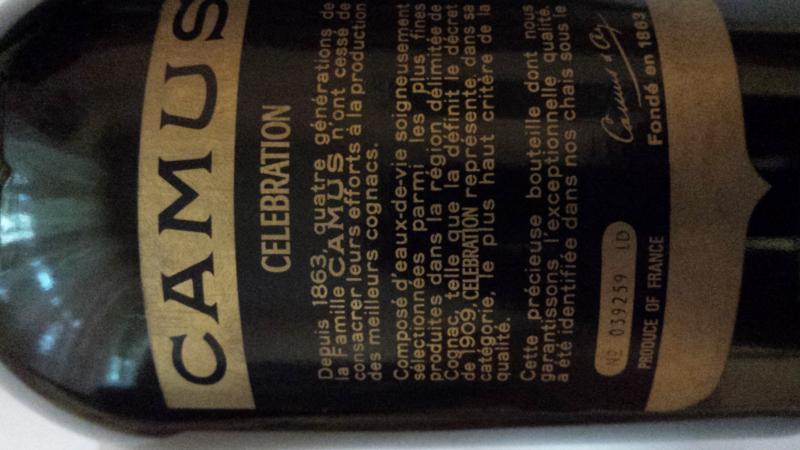 CAMUS
CELEBRATION
Depuis 1863, quatre générations de
la Famille CAMUS n'ont cessé de
consacrer leurs efforts à la production
des meilleurs cognacs.
Composé d'eaux-de-vie soigneusement
sélectionnées parmi les plus fines
produites dans la région délimitée de
Cognac, telle que la définit le décret
de 1909, CELEBRATION représente, dans sa
catégorie, le plus haut critère de la
qualité.
Cette précieuse bouteille dont nous
garantissons l'exceptionnelle qualité,
a été identifiée dans nos chais sous le
Nº 039259 LD
Fondé en 1863
PRODUCE OF FRANCE